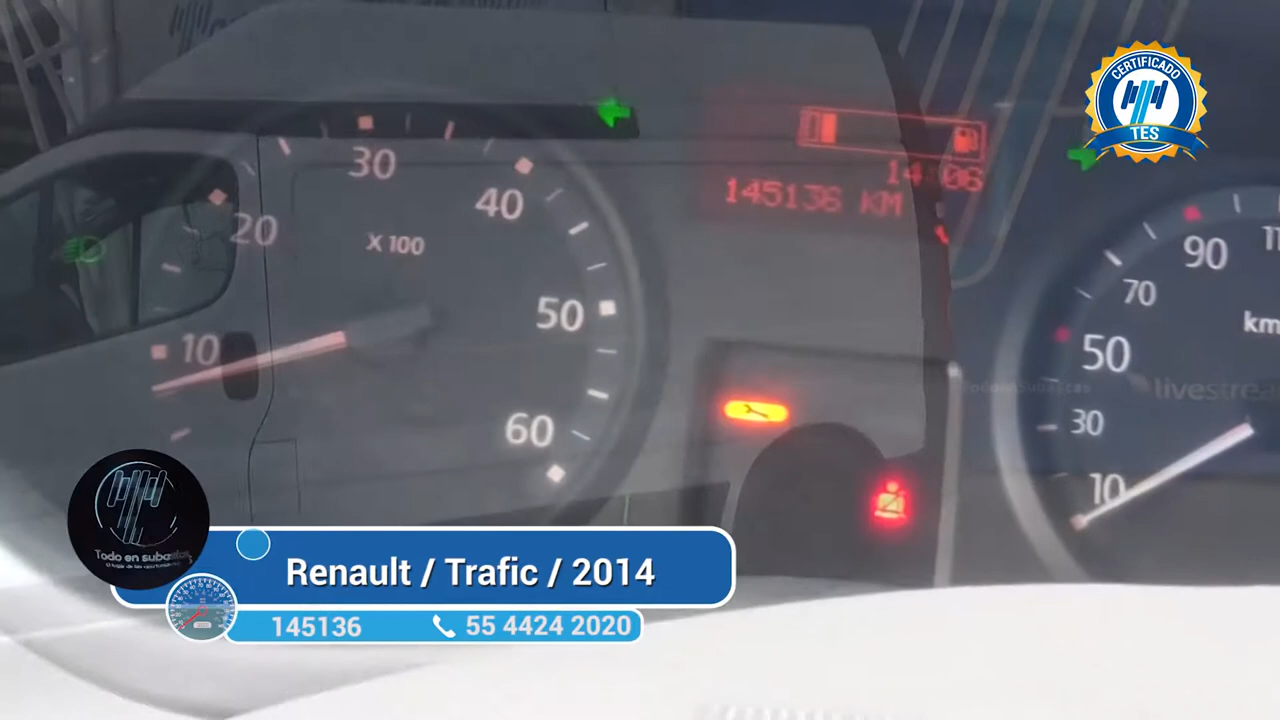 CERTIFICADO
TES
30
40
20
X 100
50
10
60
14:06
145136 KM
90
70
50
km
30
10
livestre
Todo en subastas
Renault / Trafic / 2014
145136
55 4424 2020